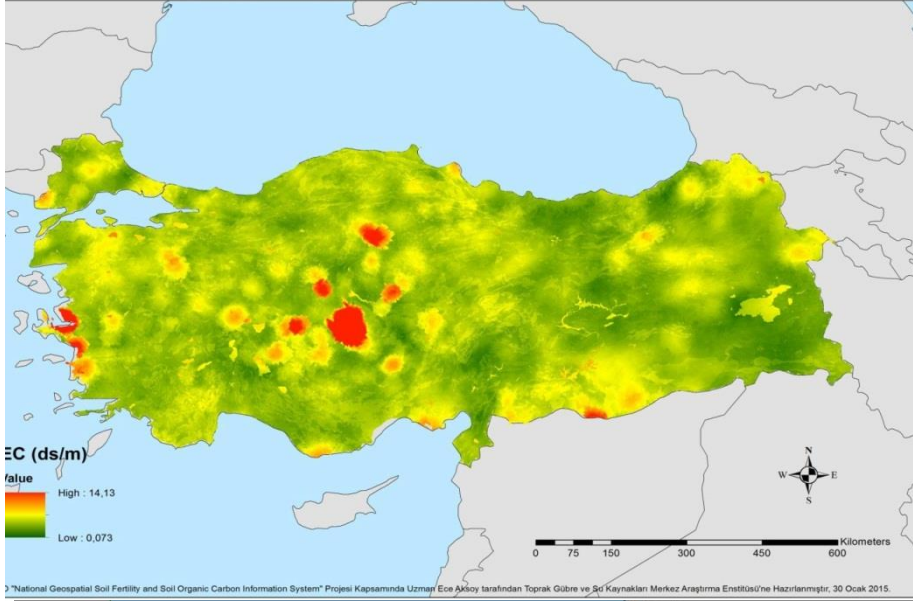 N
W E
S
EC (ds/m)
Value
High : 14,13
Low : 0,073
0 75 150 300 450 600
Kilometers
"National Geospatial Soil Fertility and Soil Organic Carbon Information System" Projesi Kapsamında Uzman Ece Aksoy tarafından Toprak Gübre ve Su Kaynakları Merkez Araştırma Enstitüsü'ne Hazırlanmıştır, 30 Ocak 2015.